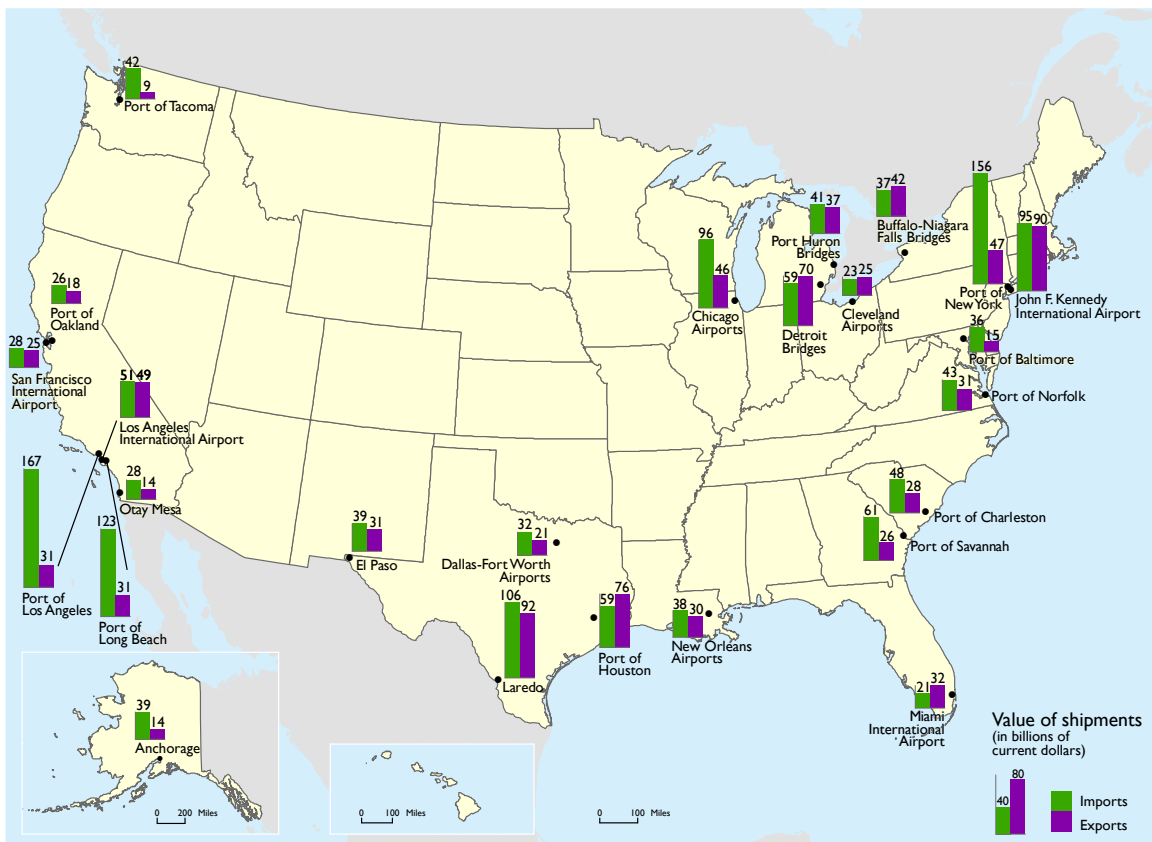 42
9
Port of Tacoma
26
18
Port of
Oakland
28
25
San Francisco
International
Airport
51
49
Los Angeles
International Airport
167
31
Port of
Los Angeles
123
31
Port of
Long Beach
28
14
Otay Mesa
39
31
El Paso
32
21
Dallas-Fort Worth
Airports
106
92
Laredo
59
76
Port of
Houston
38
30
New Orleans
Airports
96
46
Chicago
Airports
59
70
Detroit
Bridges
41
37
Port Huron
Bridges
23
25
Cleveland
Airports
37
42
Buffalo-Niagara
Falls Bridges
156
47
Port of
New York
95
90
John F. Kennedy
International Airport
36
15
Port of Baltimore
43
31
Port of Norfolk
48
28
Port of Charleston
61
26
Port of Savannah
21
32
Miami
International
Airport
39
14
Anchorage
0 200 Miles
0 100 Miles
0 100 Miles
Value of shipments
(in billions of
current dollars)
40
80
Imports
Exports